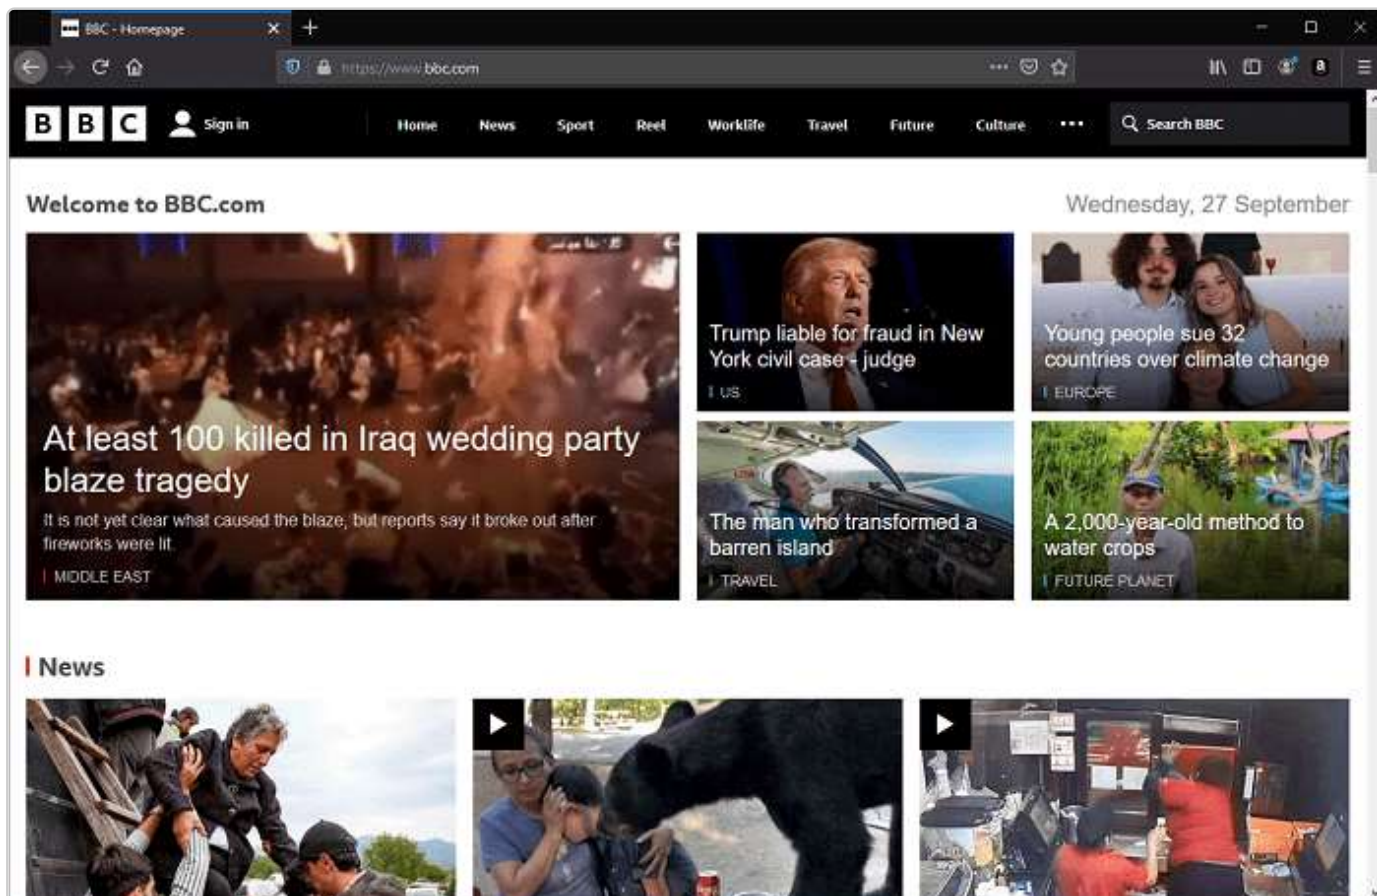 BBC - Homepage
https://www.bbc.com
BBC
Sign in
Home
News
Sport
Reel
Worklife
Travel
Future
Culture
Search BBC
Welcome to BBC.com
Wednesday, 27 September
At least 100 killed in Iraq wedding party
blaze tragedy
It is not yet clear what caused the blaze, but reports say it broke out after
fireworks were lit.
MIDDLE EAST
Trump liable for fraud in New
York civil case - judge
US
Young people sue 32
countries over climate change
EUROPE
The man who transformed a
barren island
TRAVEL
A 2,000-year-old method to
water crops
FUTURE PLANET
News